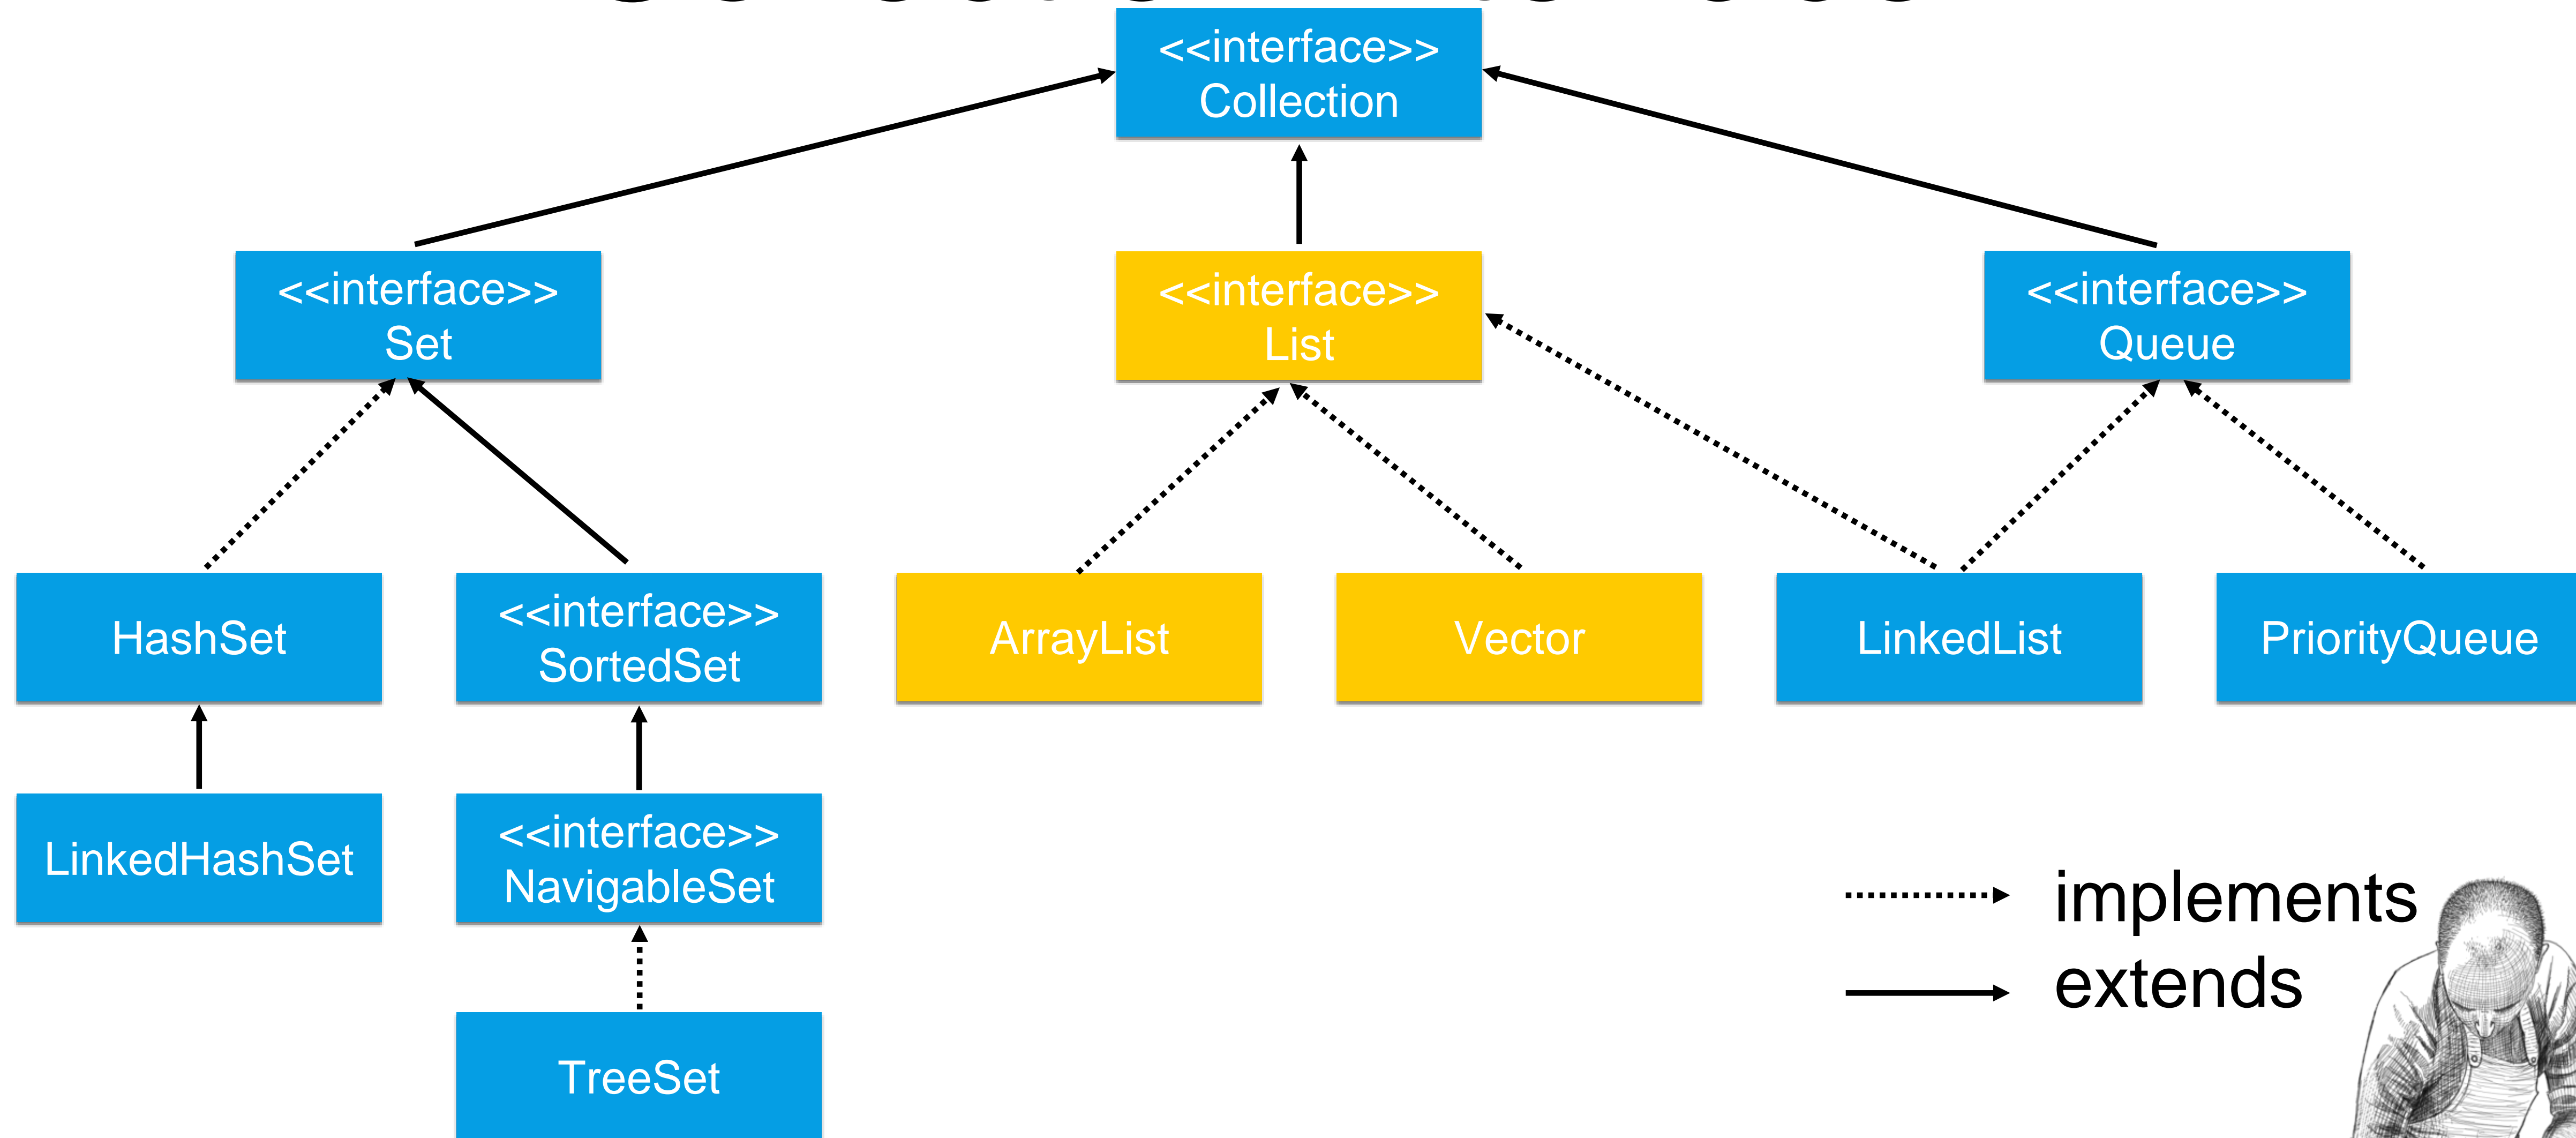 <<interface>>
Collection
<<interface>>
Set
<<interface>>
List
<<interface>>
Queue
HashSet
<<interface>>
SortedSet
ArrayList
Vector
LinkedList
PriorityQueue
LinkedHashSet
<<interface>>
NavigableSet
implements
extends
TreeSet